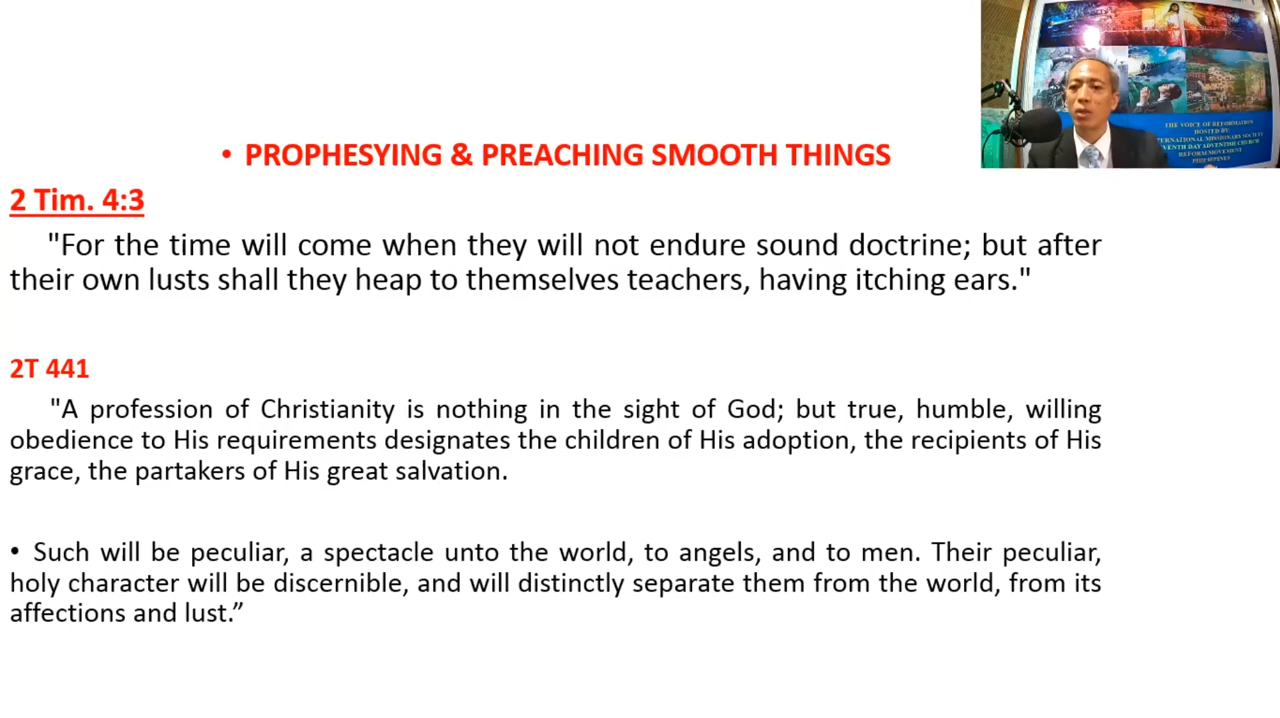 • PROPHESYING & PREACHING SMOOTH THINGS
2 Tim. 4:3
"For the time will come when they will not endure sound doctrine; but after
their own lusts shall they heap to themselves teachers, having itching ears."
2T 441
"A profession of Christianity is nothing in the sight of God; but true, humble, willing
obedience to His requirements designates the children of His adoption, the recipients of His
grace, the partakers of His great salvation.
• Such will be peculiar, a spectacle unto the world, to angels, and to men. Their peculiar,
holy character will be discernible, and will distinctly separate them from the world, from its
affections and lust.”
THE VOICE OF REFORMATION
HOSTED BY:
TERNATIONAL MISSIONARY SOCIETY
VENTH DAY ADVENTIST CHURCH
REFORM MOVEMENT
PHILIPPINES